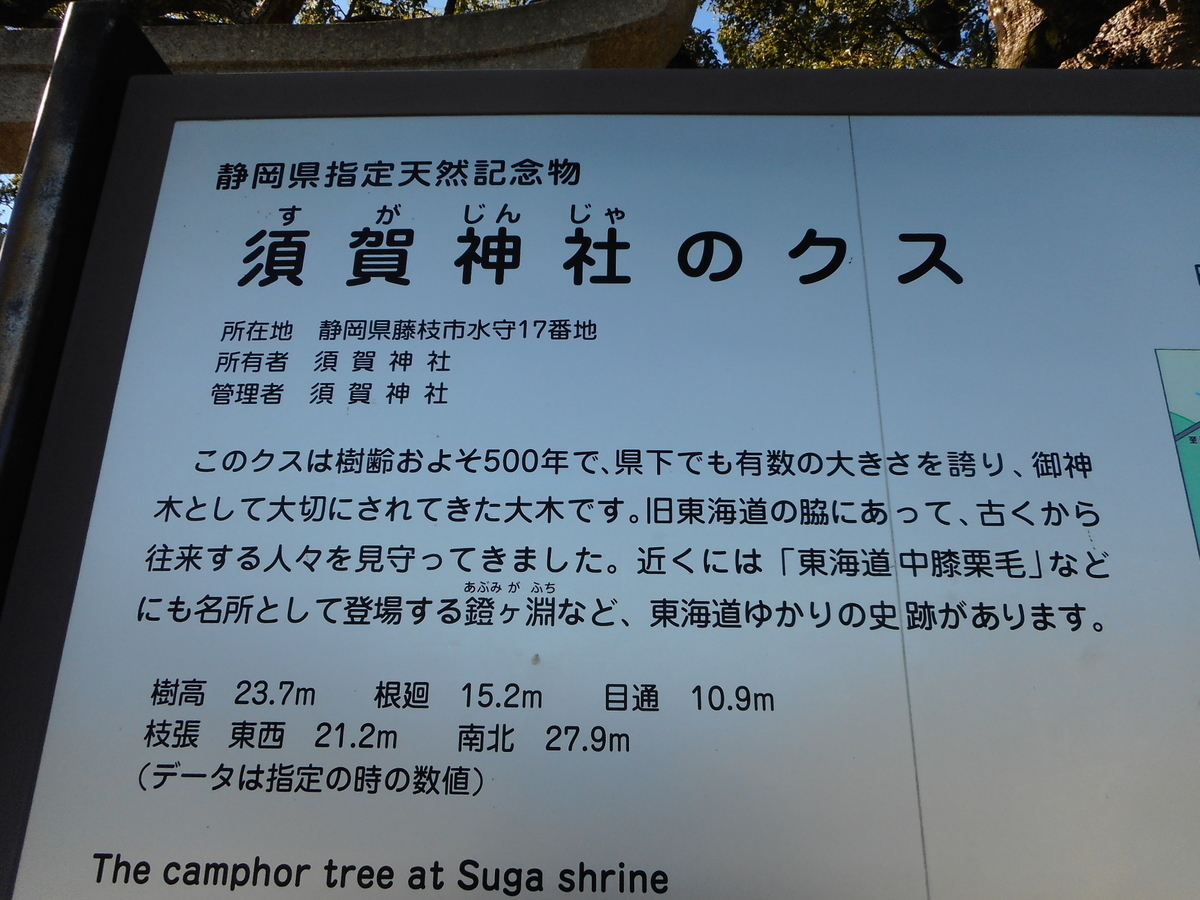 静岡県指定天然記念物
す が じん じゃ
須賀神社のクス
所在地 静岡県藤枝市水守17番地
所有者 須賀神社
管理者 須賀神社
このクスは樹齢およそ500年で、県下でも有数の大きさを誇り、御神
木として大切にされてきた大木です。旧東海道の脇にあって、古くから
往来する人々を見守ってきました。近くには「東海道中膝栗毛」など
あぶみ が ふち
にも名所として登場する鐙ヶ淵など、東海道ゆかりの史跡があります。
樹高 23.7m 根廻 15.2m 目通 10.9m
枝張 東西 21.2m 南北 27.9m
(データは指定の時の数値)
The camphor tree at Suga shrine